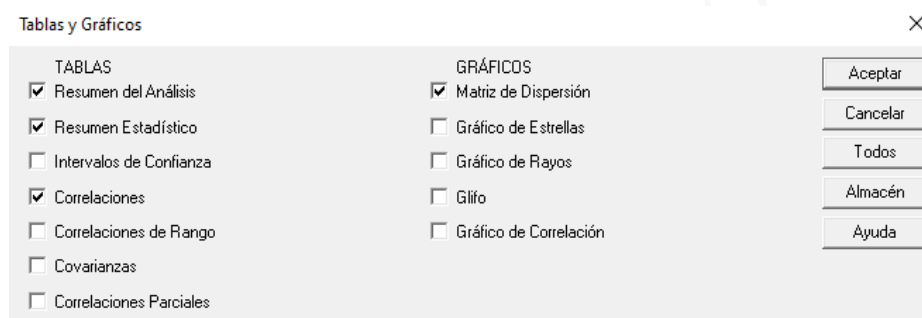 Tablas y Gráficos
TABLAS
Resumen del Análisis
Resumen Estadístico
Intervalos de Confianza
Correlaciones
Correlaciones de Rango
Covarianzas
Correlaciones Parciales
GRÁFICOS
Matriz de Dispersión
Gráfico de Estrellas
Gráfico de Rayos
Glifo
Gráfico de Correlación
Aceptar
Cancelar
Todos
Almacén
Ayuda